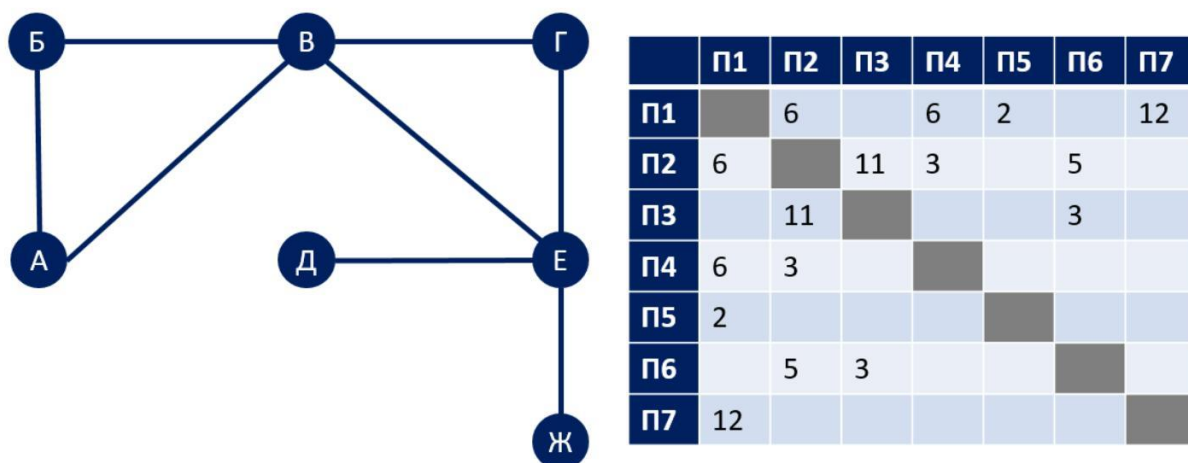 Б В Г
А Д Е
Ж
П1 П2 П3 П4 П5 П6 П7
П1 6 6 2 12
П2 6 11 3 5
П3 11 3
П4 6 3
П5 2
П6 5 3
П7 12